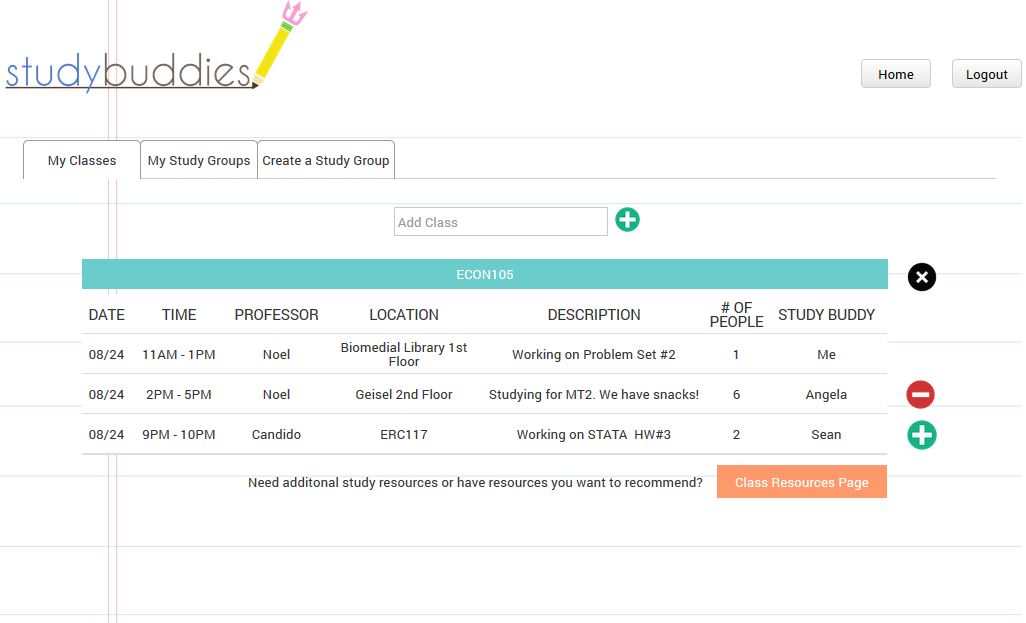 studybuddies
Home Logout
My Classes My Study Groups Create a Study Group
Add Class
ECON105
DATE TIME PROFESSOR LOCATION DESCRIPTION # OF PEOPLE STUDY BUDDY
08/24 11AM - 1PM Noel Biomedial Library 1st Floor Working on Problem Set #2 1 Me
08/24 2PM - 5PM Noel Geisel 2nd Floor Studying for MT2. We have snacks! 6 Angela
08/24 9PM - 10PM Candido ERC117 Working on STATA HW#3 2 Sean
Need additonal study resources or have resources you want to recommend? Class Resources Page